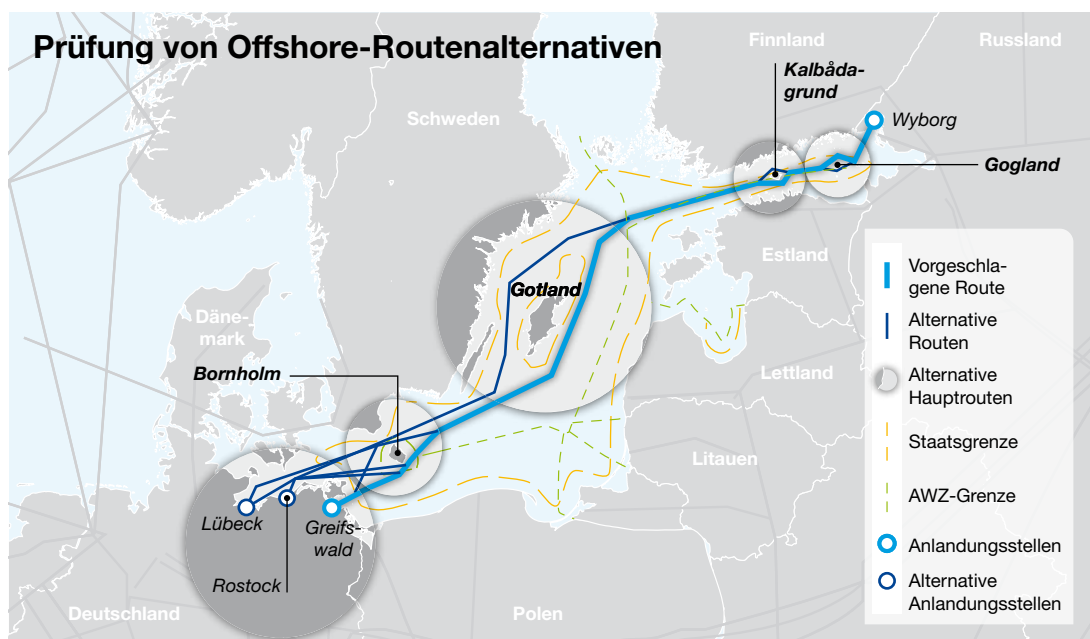 Prüfung von Offshore-Routenalternativen
Finnland
Russland
Kalbåda-
grund
Wyborg
Schweden
Gogland
Estland
Gotland
Däne-
mark
Bornholm
Lettland
Litauen
Lübeck
Greifs-
wald
Rostock
Deutschland
Polen
Vorgeschla-
gene Route
Alternative
Routen
Alternative
Hauptrouten
Staatsgrenze
AWZ-Grenze
Anlandungsstellen
Alternative
Anlandungsstellen